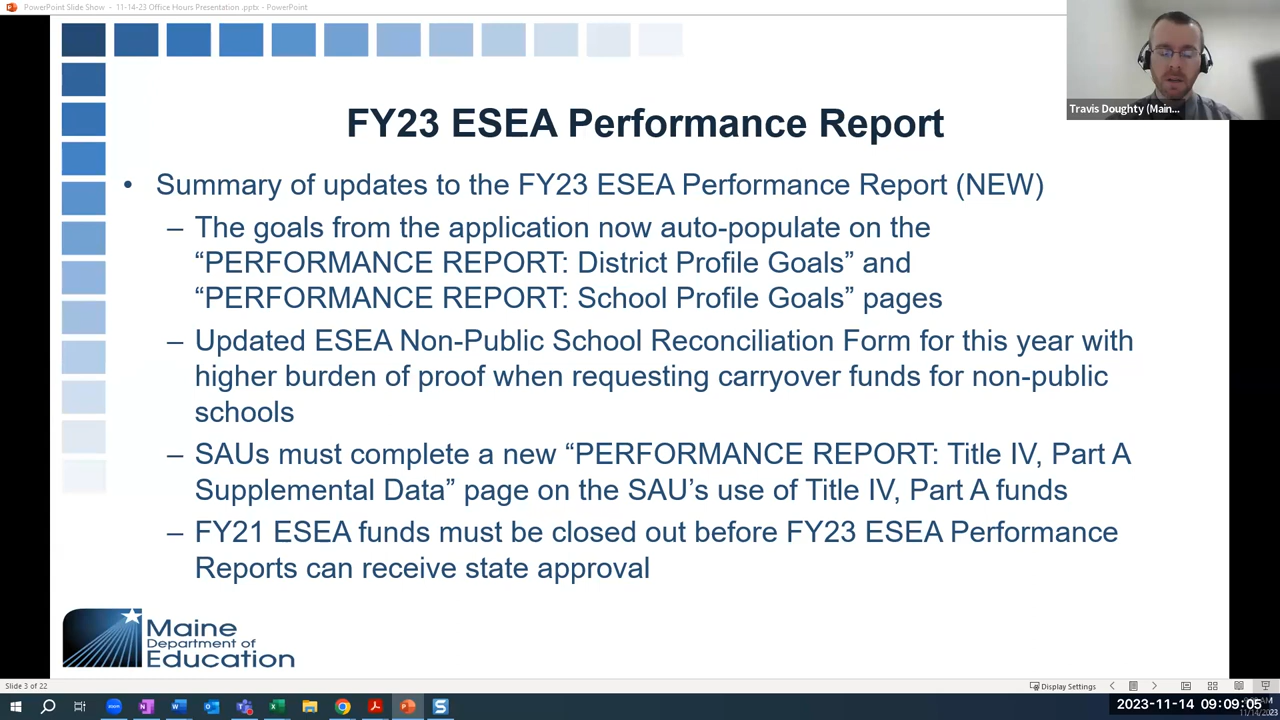 PowerPoint Slide Show - 11-14-23 Office Hours Presentation .pptx - PowerPoint
Travis Doughty (Main...
FY23 ESEA Performance Report
• Summary of updates to the FY23 ESEA Performance Report (NEW)
– The goals from the application now auto-populate on the
“PERFORMANCE REPORT: District Profile Goals” and
“PERFORMANCE REPORT: School Profile Goals” pages
– Updated ESEA Non-Public School Reconciliation Form for this year with
higher burden of proof when requesting carryover funds for non-public
schools
– SAUs must complete a new “PERFORMANCE REPORT: Title IV, Part A
Supplemental Data” page on the SAU’s use of Title IV, Part A funds
– FY21 ESEA funds must be closed out before FY23 ESEA Performance
Reports can receive state approval
Maine
Department of
Education
Slide 3 of 22
Display Settings
2023-11-14 09:09:05